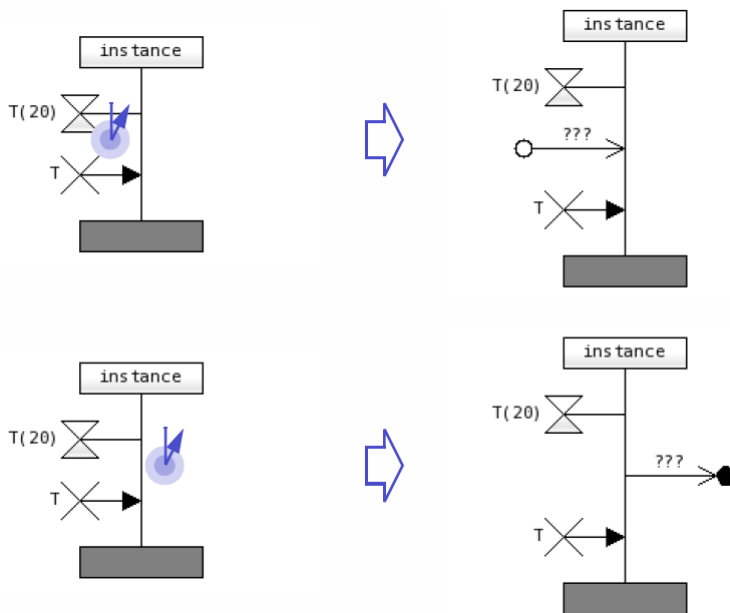 instance
T(20)
T
instance
T(20)
???
T
instance
T(20)
T
instance
T(20)
???
T